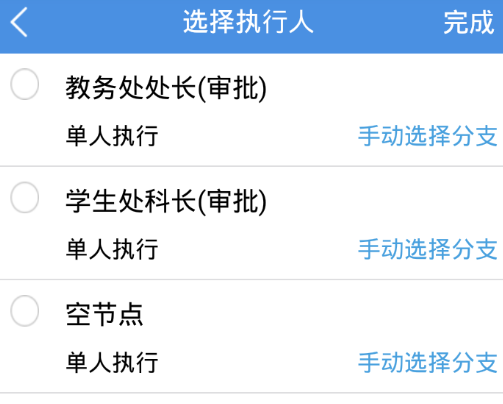 选择执行人 完成
教务处处长(审批)
单人执行 手动选择分支
学生处科长(审批)
单人执行 手动选择分支
空节点
单人执行 手动选择分支